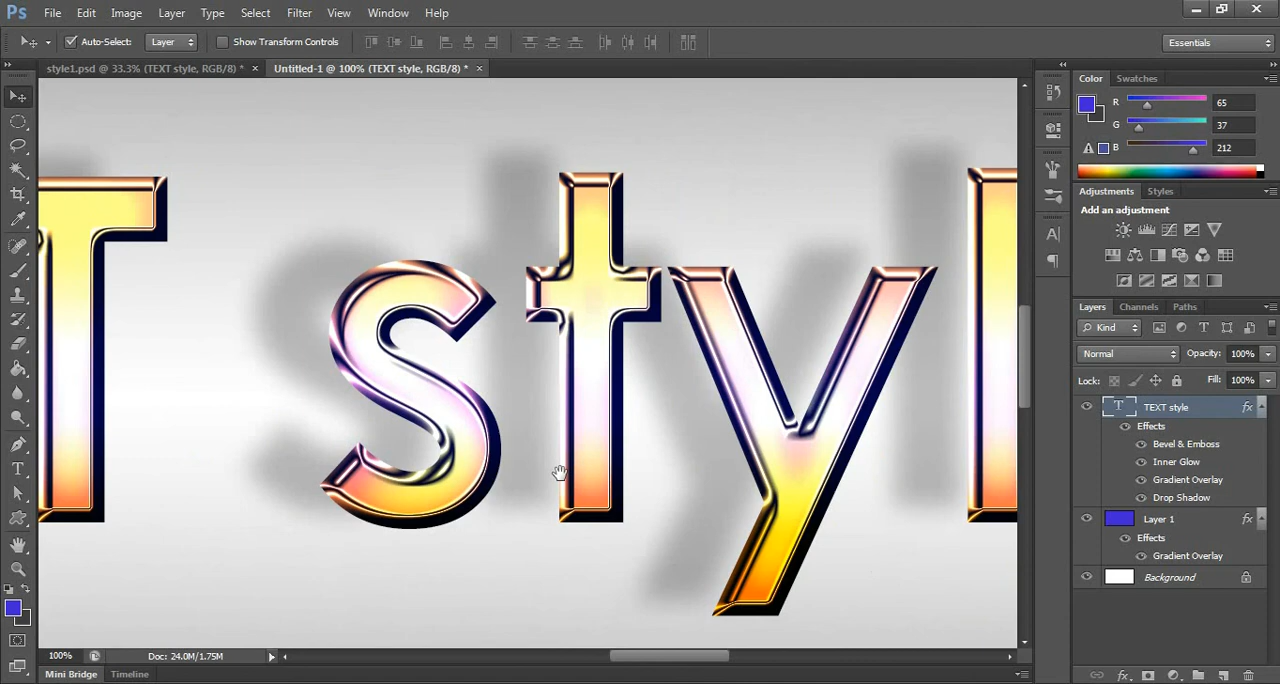 Ps File Edit Image Layer Type Select Filter View Window Help
Auto-Select: Layer Show Transform Controls Essentials
style1.psd @ 33.3% (TEXT style, RGB/8) * × Untitled-1 @ 100% (TEXT style, RGB/8) * ×
Color Swatches
R 65
G 37
B 212
Adjustments Styles
Add an adjustment
Layers Channels Paths
Kind
Normal Opacity: 100%
Lock: Fill: 100%
T TEXT style fx
Effects
Bevel & Emboss
Inner Glow
Gradient Overlay
Drop Shadow
Layer 1 fx
Effects
Gradient Overlay
Background
T styl
100% Doc: 24.0M/1.75M
Mini Bridge Timeline